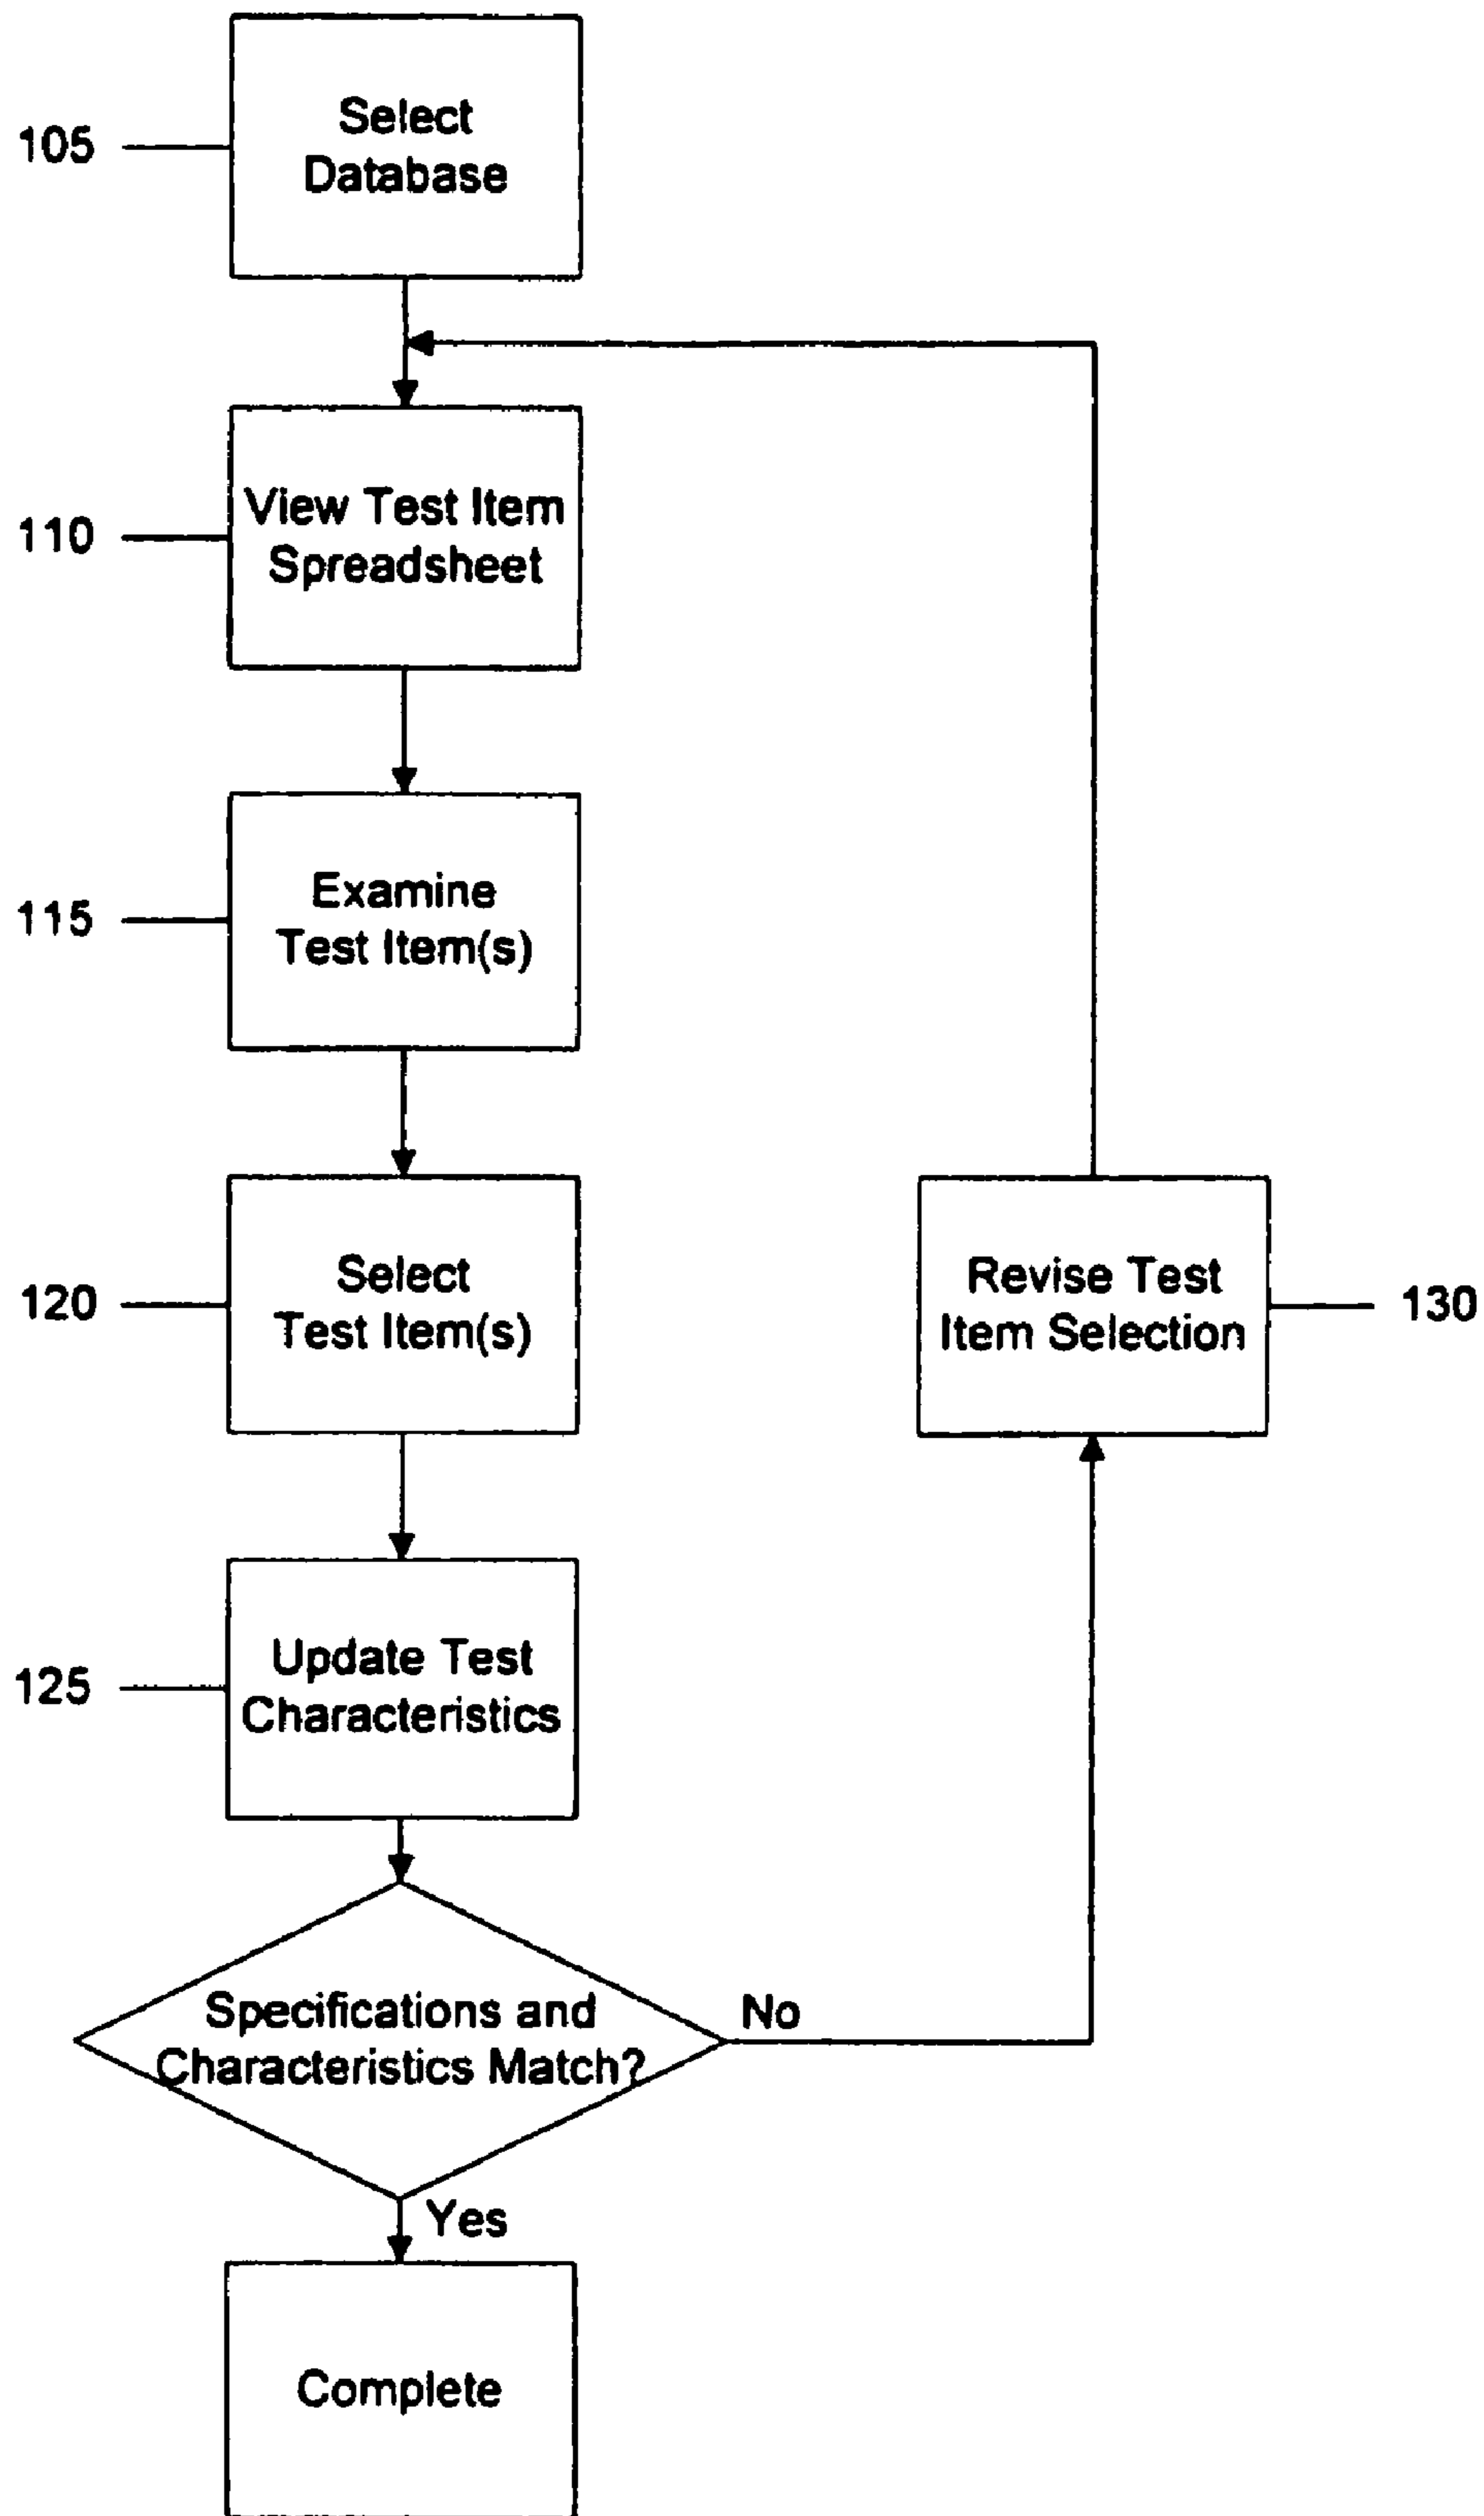 105
Select
Database
110
View Test Item
Spreadsheet
115
Examine
Test Item(s)
120
Select
Test Item(s)
Revise Test
Item Selection
130
125
Update Test
Characteristics
Specifications and
Characteristics Match?
No
Yes
Complete